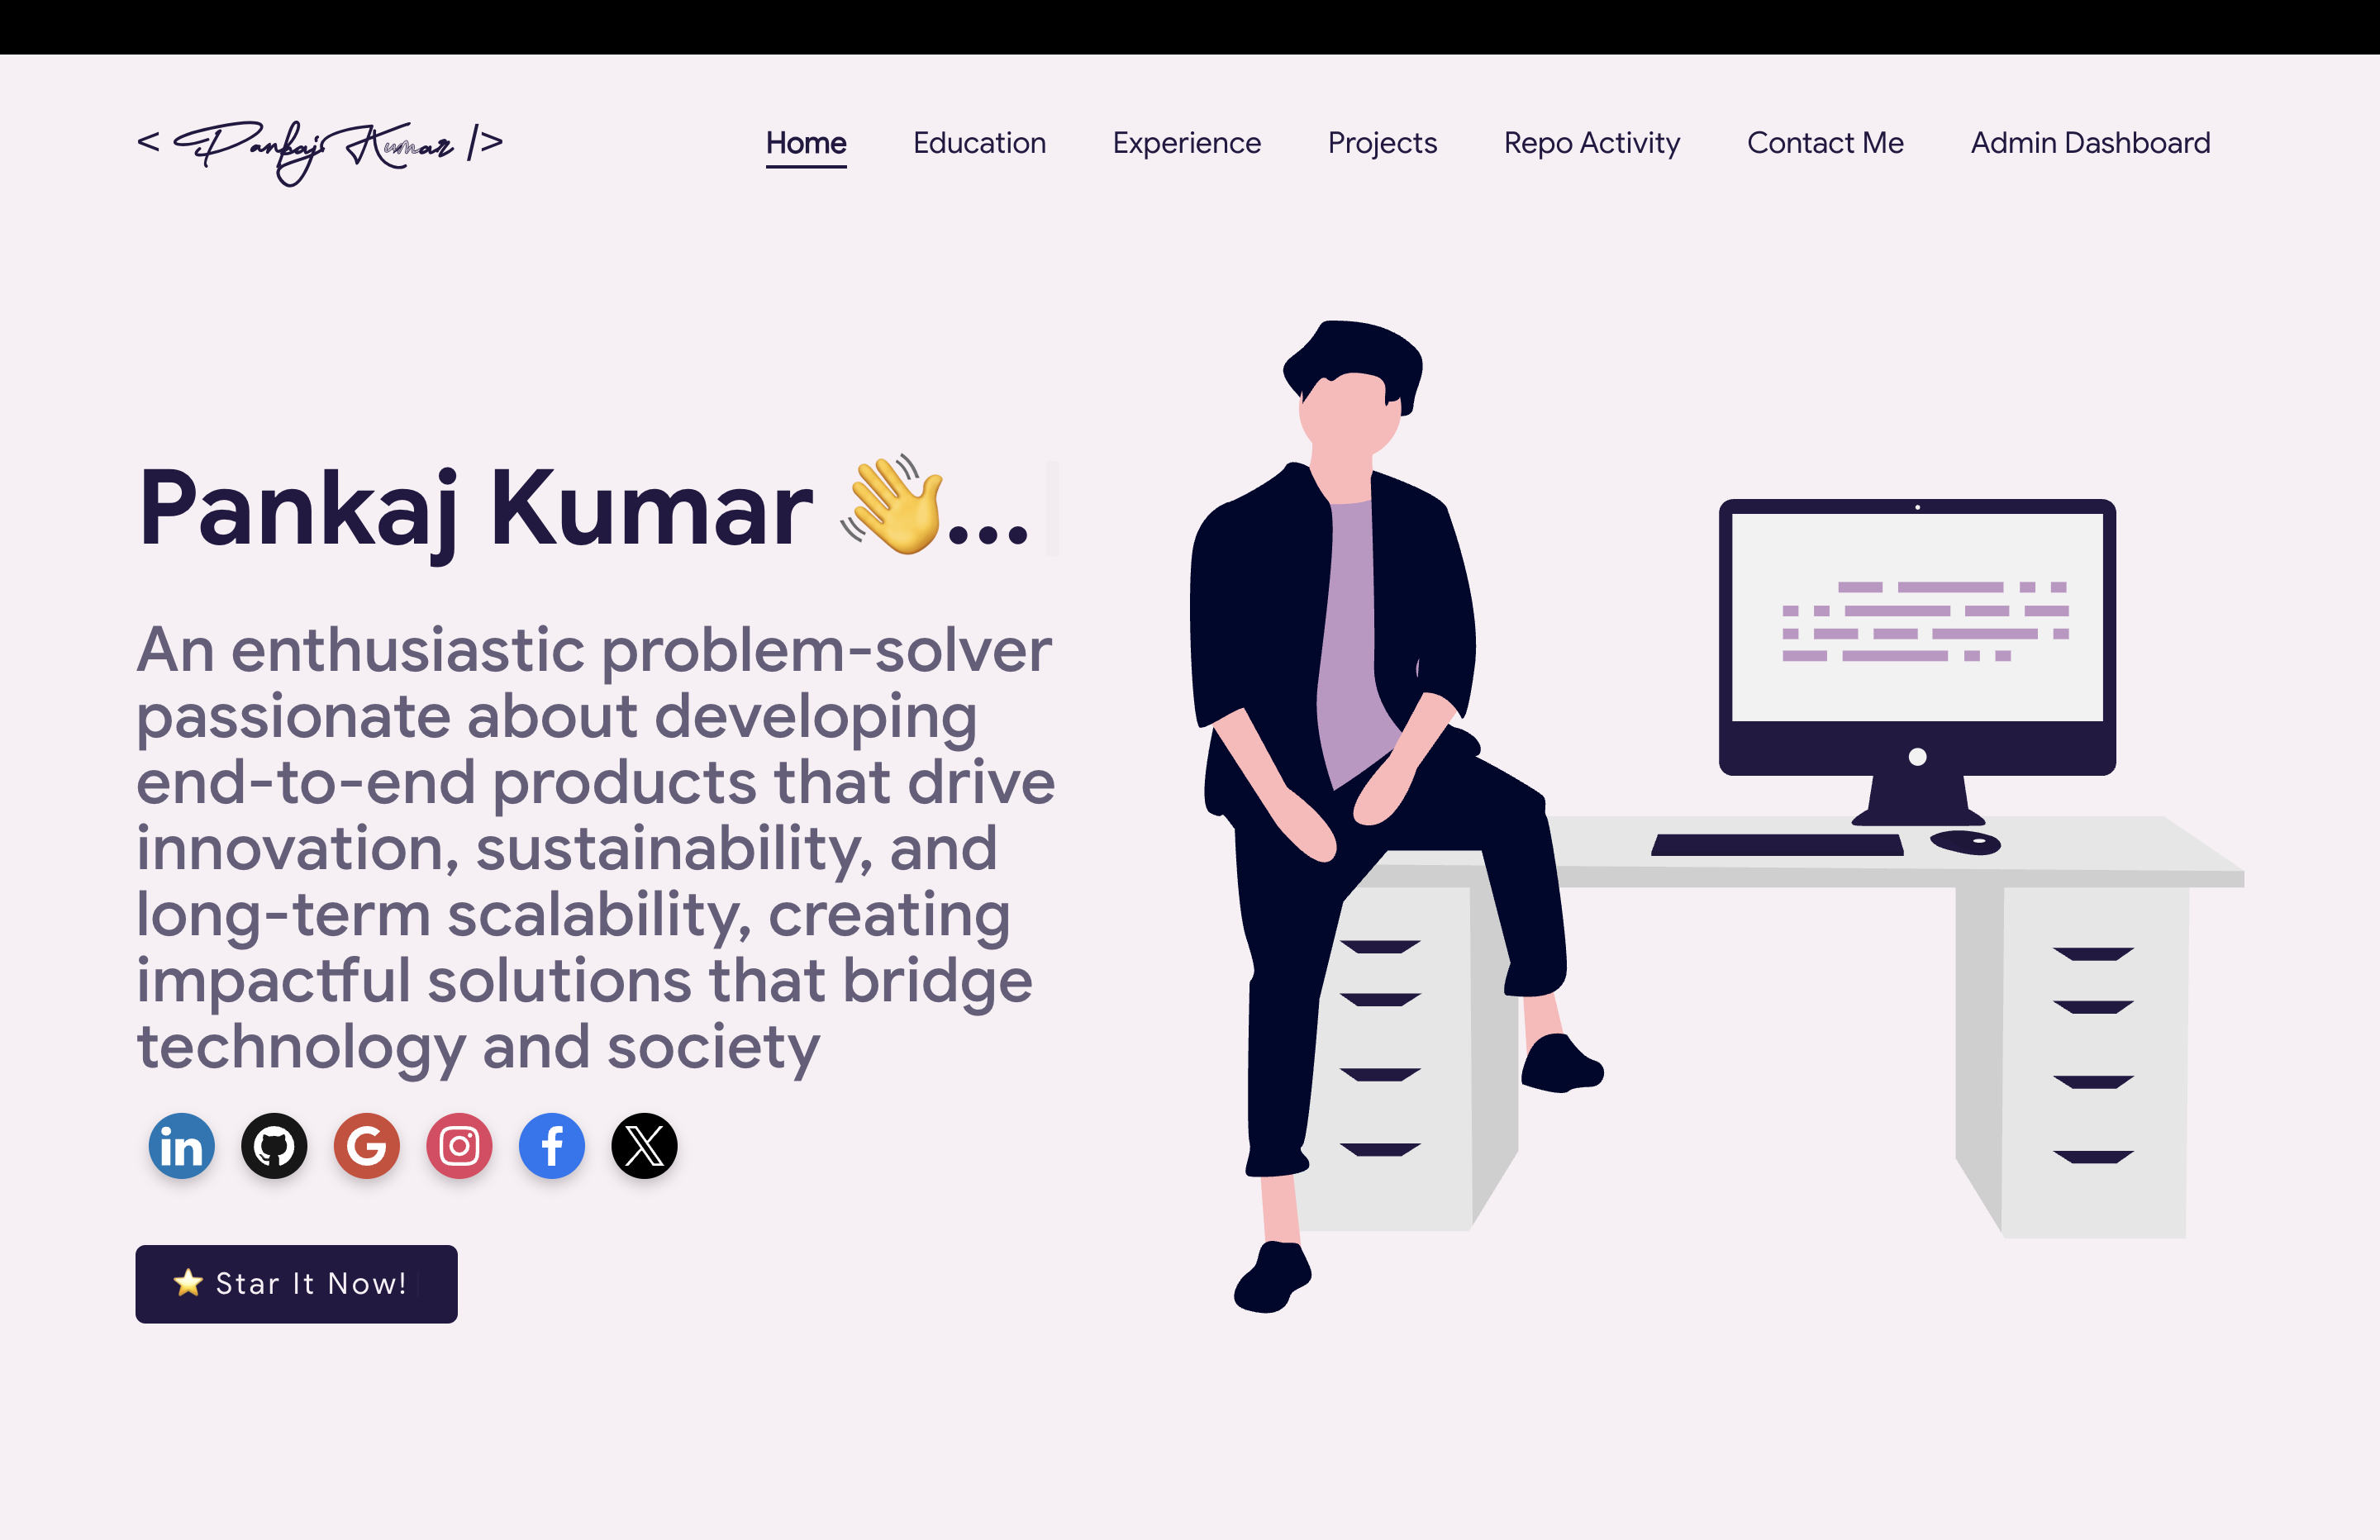 < Pankaj Kumar />
Home Education Experience Projects Repo Activity Contact Me Admin Dashboard
Pankaj Kumar 👋...
An enthusiastic problem-solver
passionate about developing
end-to-end products that drive
innovation, sustainability, and
long-term scalability, creating
impactful solutions that bridge
technology and society
in G f X
⭐ Star It Now!